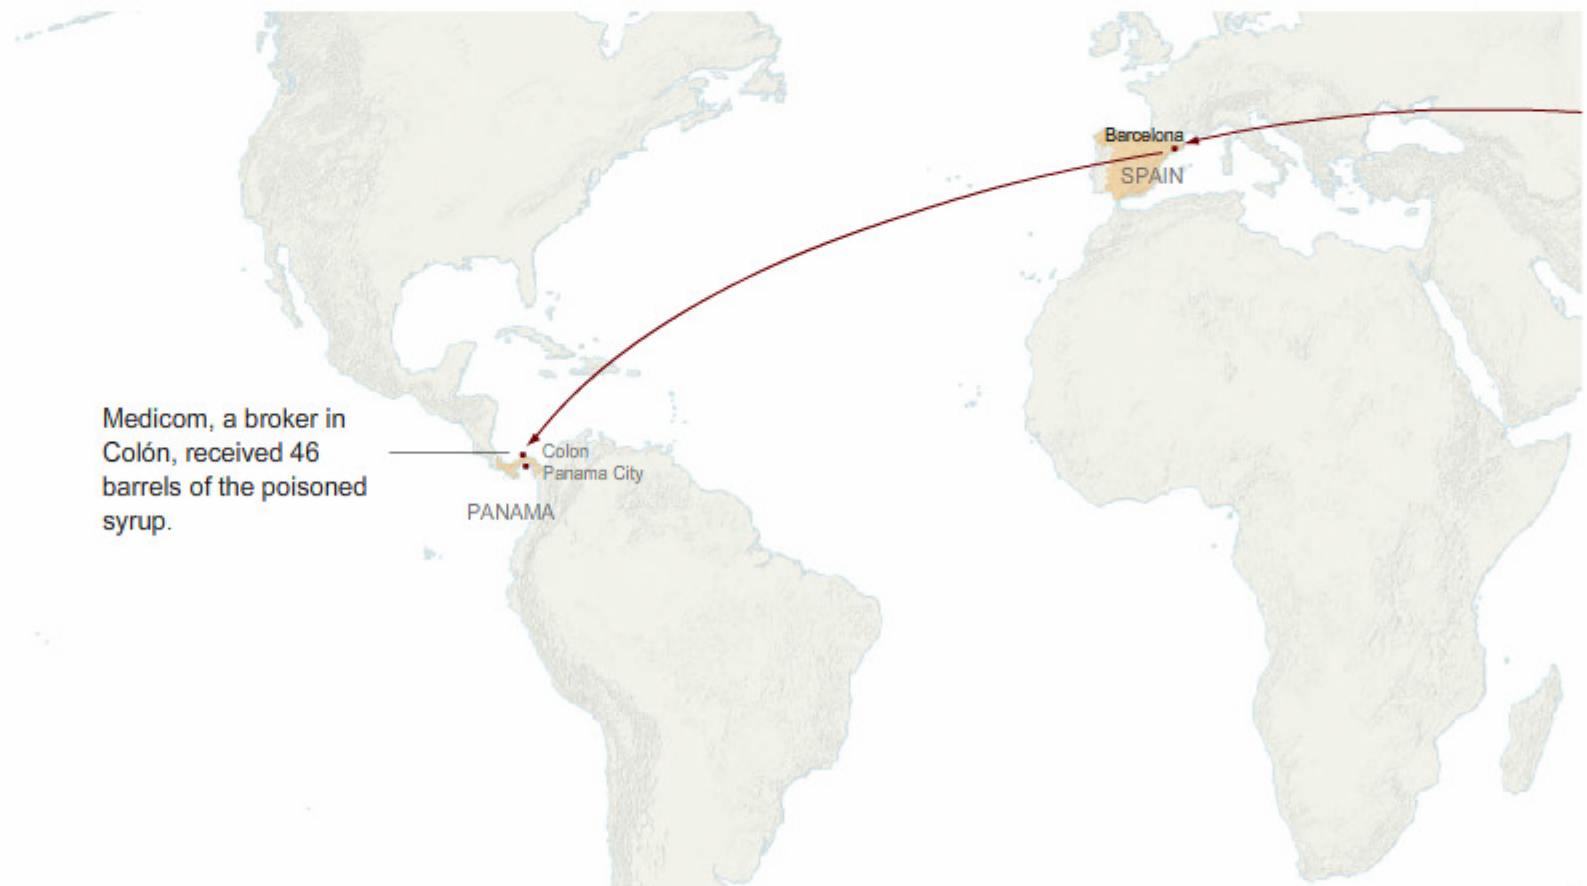 Barcelona
SPAIN
Medicom, a broker in
Colón, received 46
barrels of the poisoned
syrup.
Colon
Panama City
PANAMA